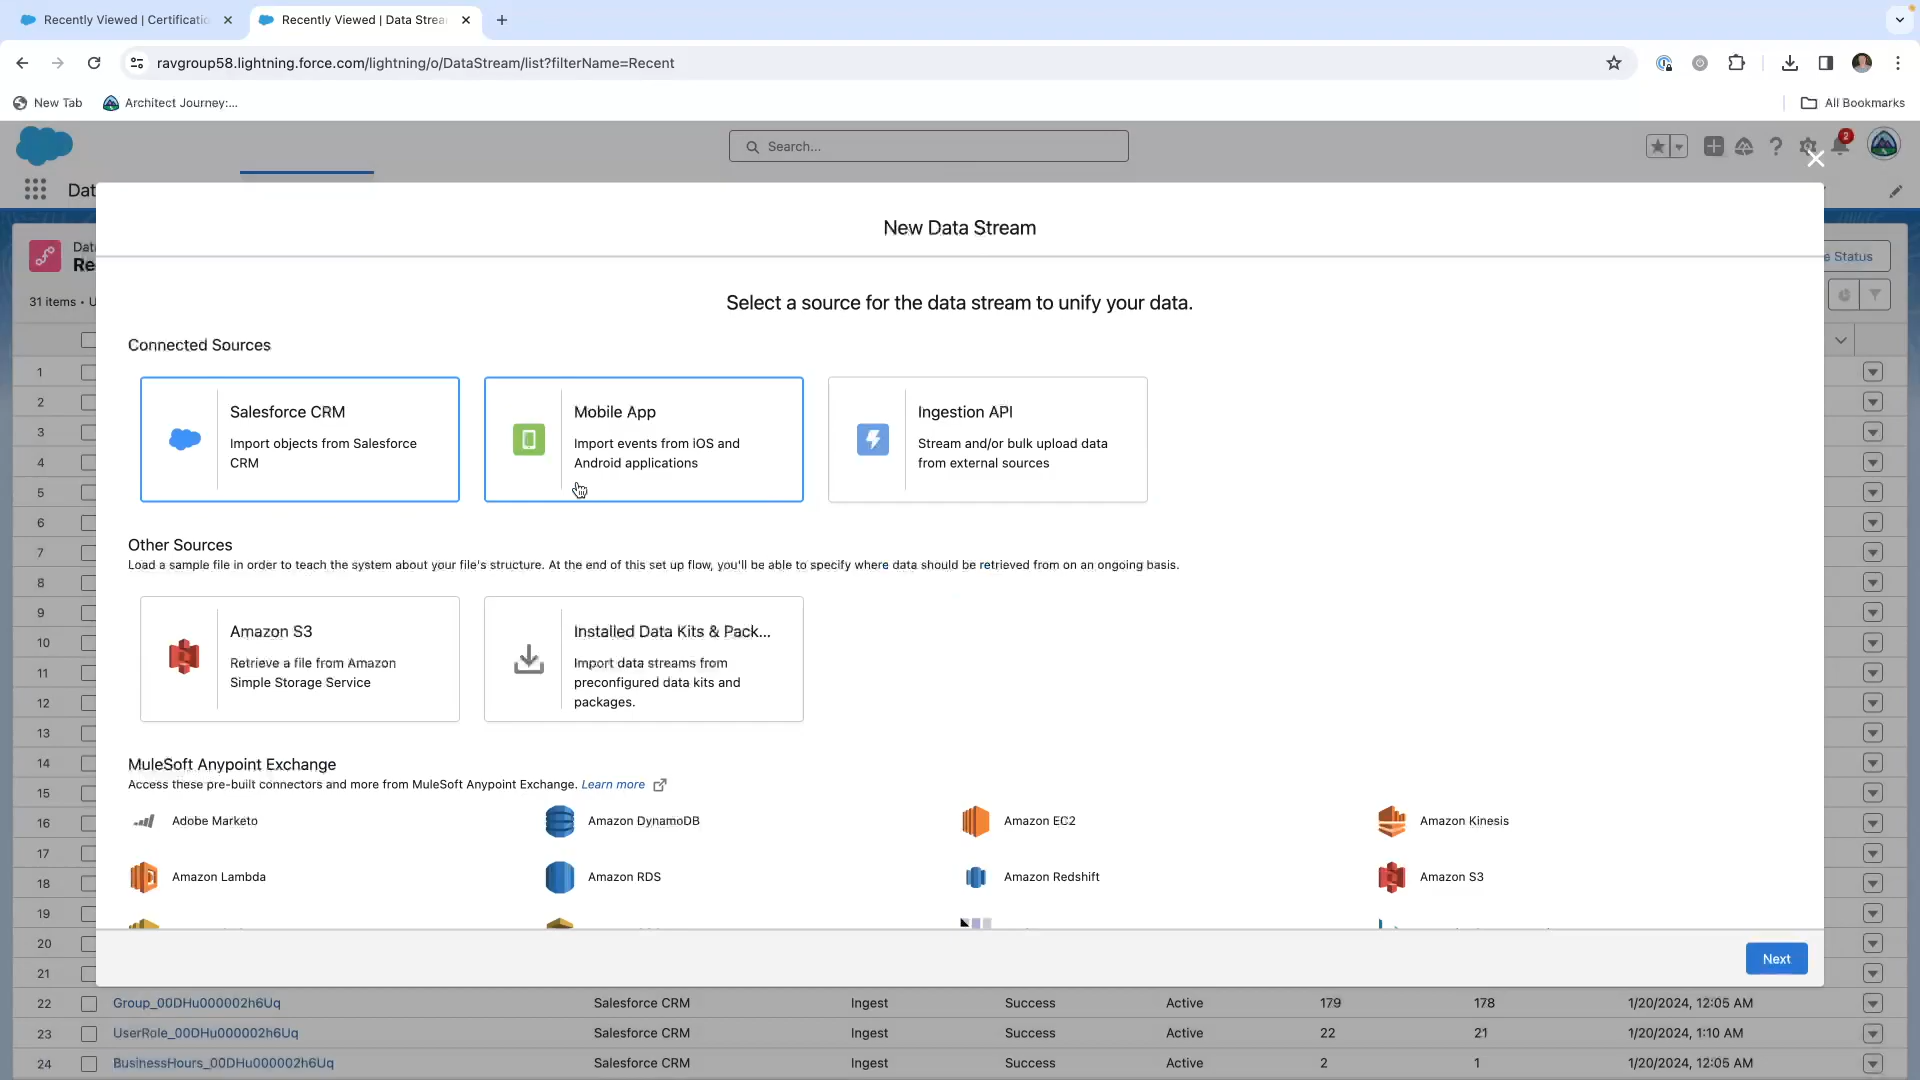 Recently Viewed | Certificatio
Recently Viewed | Data Strea
ravgroup58.lightning.force.com/lightning/o/DataStream/list?filterName=Recent
New Tab
Architect Journey:...
All Bookmarks
Search...
2
Dat
New Data Stream
Dat
Re
e Status
31 items • U
Select a source for the data stream to unify your data.
Connected Sources
Salesforce CRM
Import objects from Salesforce
CRM
Mobile App
Import events from iOS and
Android applications
Ingestion API
Stream and/or bulk upload data
from external sources
Other Sources
Load a sample file in order to teach the system about your file's structure. At the end of this set up flow, you'll be able to specify where data should be retrieved from on an ongoing basis.
Amazon S3
Retrieve a file from Amazon
Simple Storage Service
Installed Data Kits & Pack...
Import data streams from
preconfigured data kits and
packages.
MuleSoft Anypoint Exchange
Access these pre-built connectors and more from MuleSoft Anypoint Exchange. Learn more
Adobe Marketo
Amazon DynamoDB
Amazon EC2
Amazon Kinesis
Amazon Lambda
Amazon RDS
Amazon Redshift
Amazon S3
Next
1
2
3
4
5
6
7
8
9
10
11
12
13
14
15
16
17
18
19
20
21
22 Group_00DHu000002h6Uq Salesforce CRM Ingest Success Active 179 178 1/20/2024, 12:05 AM
23 UserRole_00DHu000002h6Uq Salesforce CRM Ingest Success Active 22 21 1/20/2024, 1:10 AM
24 BusinessHours_00DHu000002h6Uq Salesforce CRM Ingest Success Active 2 1 1/20/2024, 12:05 AM